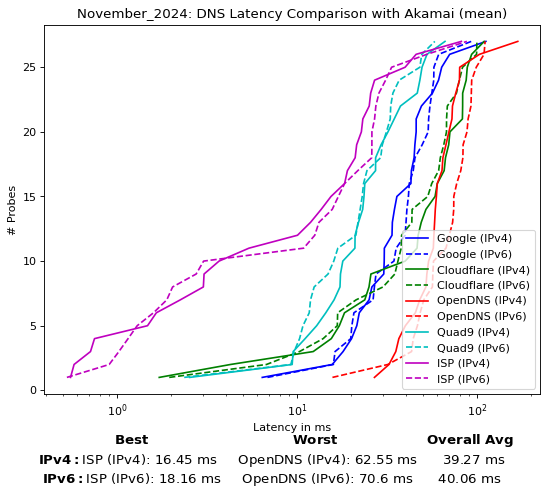 November_2024: DNS Latency Comparison with Akamai (mean)
# Probes
25
20
15
10
5
0
Google (IPv4)
Google (IPv6)
Cloudflare (IPv4)
Cloudflare (IPv6)
OpenDNS (IPv4)
OpenDNS (IPv6)
Quad9 (IPv4)
Quad9 (IPv6)
ISP (IPv4)
ISP (IPv6)
10⁰ 10¹ 10²
Latency in ms
Best Worst Overall Avg
IPv4: ISP (IPv4): 16.45 ms OpenDNS (IPv4): 62.55 ms 39.27 ms
IPv6: ISP (IPv6): 18.16 ms OpenDNS (IPv6): 70.6 ms 40.06 ms